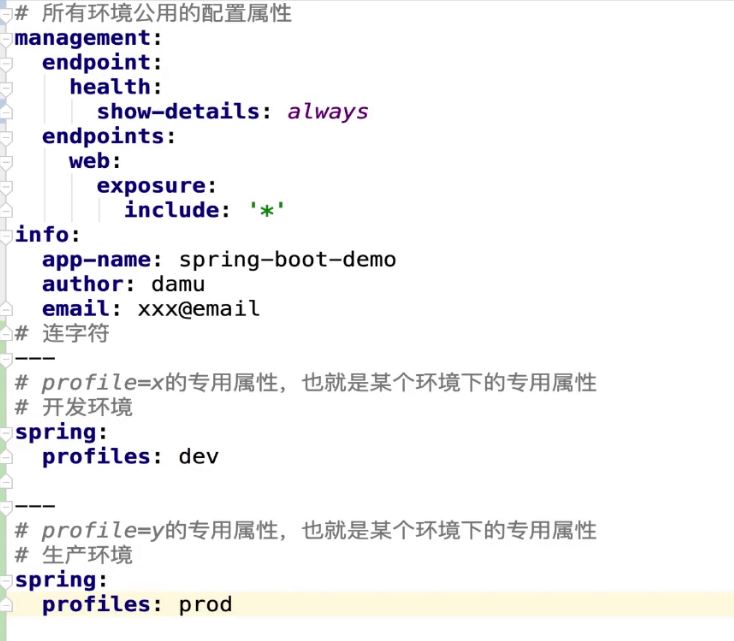 # 所有环境公用的配置属性
management:
  endpoint:
    health:
      show-details: always
  endpoints:
    web:
      exposure:
        include: '*'
info:
  app-name: spring-boot-demo
  author: damu
  email: xxx@email
# 连字符
---
# profile=x的专用属性，也就是某个环境下的专用属性
# 开发环境
spring:
  profiles: dev
---
# profile=y的专用属性，也就是某个环境下的专用属性
# 生产环境
spring:
  profiles: prod